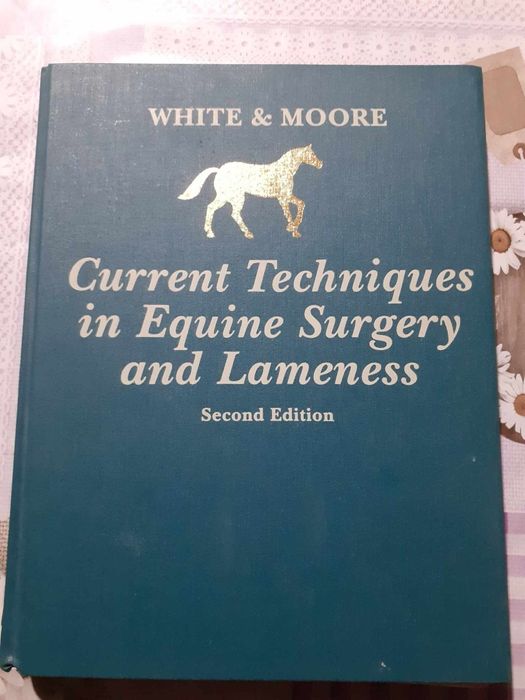 WHITE & MOORE
Current Techniques
in Equine Surgery
and Lameness
Second Edition